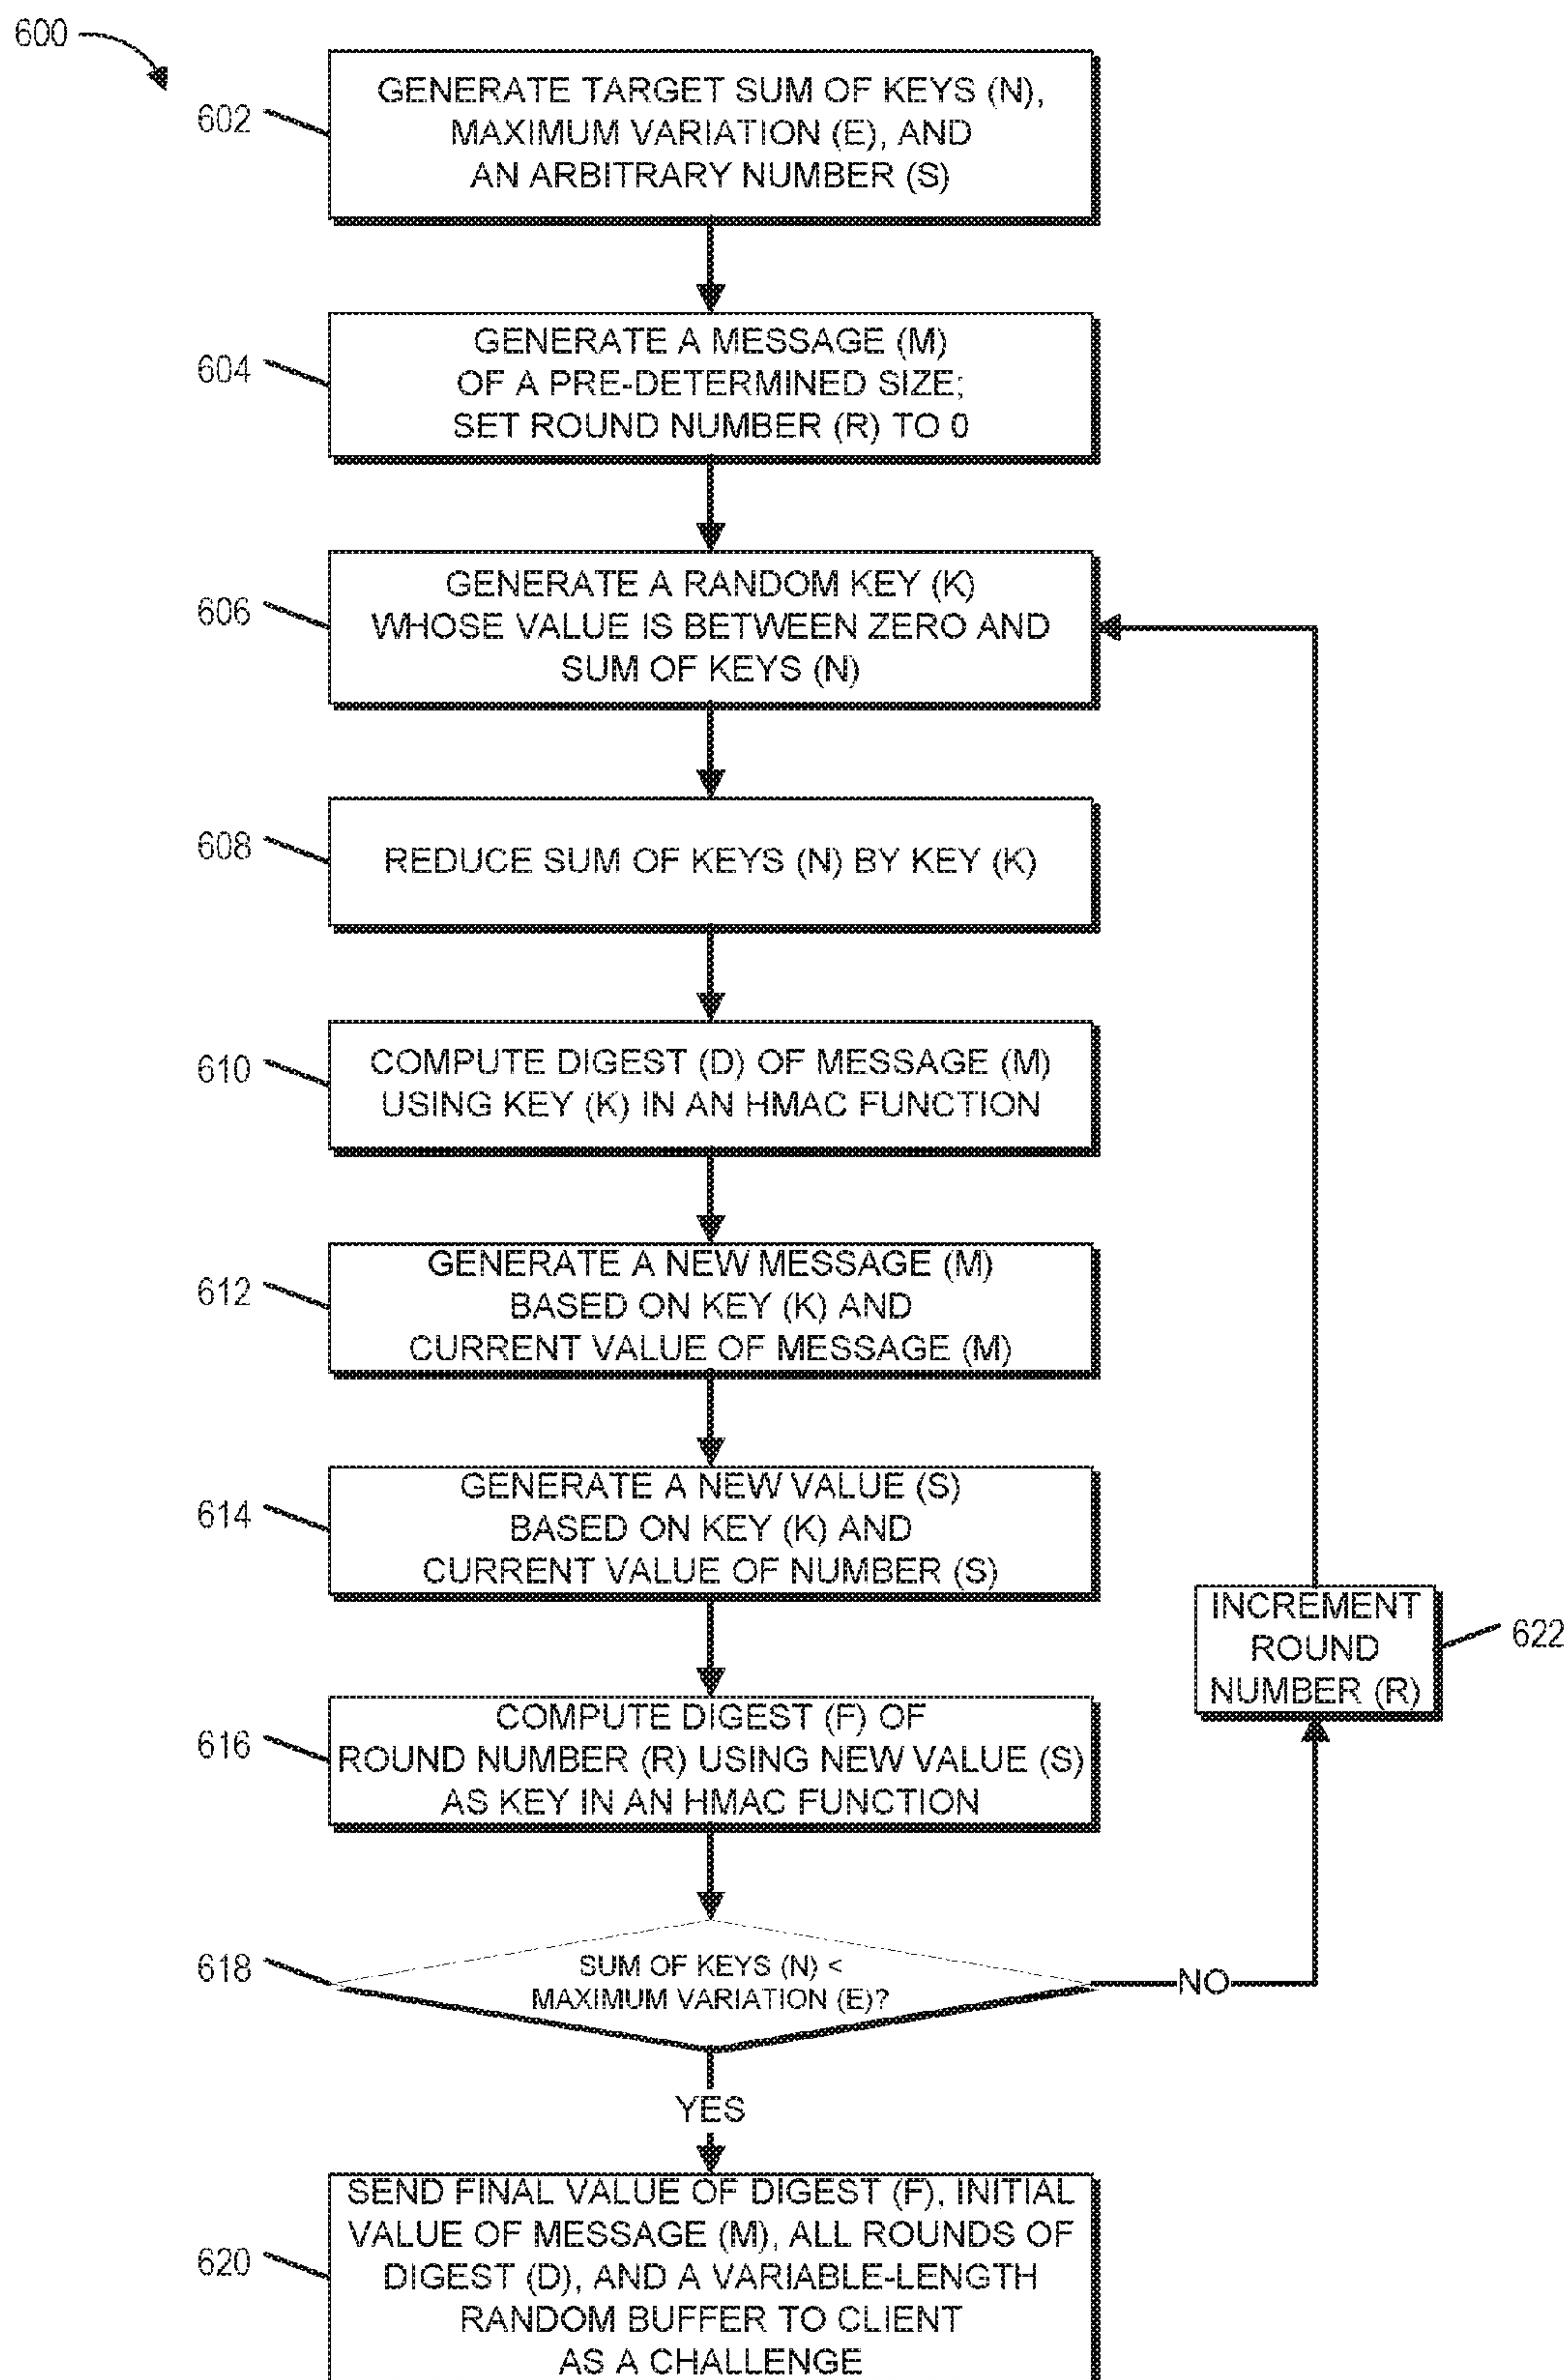 600
602
GENERATE TARGET SUM OF KEYS (N),
MAXIMUM VARIATION (E), AND
AN ARBITRARY NUMBER (S)
604
GENERATE A MESSAGE (M)
OF A PRE-DETERMINED SIZE;
SET ROUND NUMBER (R) TO 0
606
GENERATE A RANDOM KEY (K)
WHOSE VALUE IS BETWEEN ZERO AND
SUM OF KEYS (N)
608
REDUCE SUM OF KEYS (N) BY KEY (K)
610
COMPUTE DIGEST (D) OF MESSAGE (M)
USING KEY (K) IN AN HMAC FUNCTION
612
GENERATE A NEW MESSAGE (M)
BASED ON KEY (K) AND
CURRENT VALUE OF MESSAGE (M)
614
GENERATE A NEW VALUE (S)
BASED ON KEY (K) AND
CURRENT VALUE OF NUMBER (S)
616
COMPUTE DIGEST (F) OF
ROUND NUMBER (R) USING NEW VALUE (S)
AS KEY IN AN HMAC FUNCTION
618
SUM OF KEYS (N) <
MAXIMUM VARIATION (E)?
NO
INCREMENT
ROUND
NUMBER (R)
622
YES
620
SEND FINAL VALUE OF DIGEST (F), INITIAL
VALUE OF MESSAGE (M), ALL ROUNDS OF
DIGEST (D), AND A VARIABLE-LENGTH
RANDOM BUFFER TO CLIENT
AS A CHALLENGE